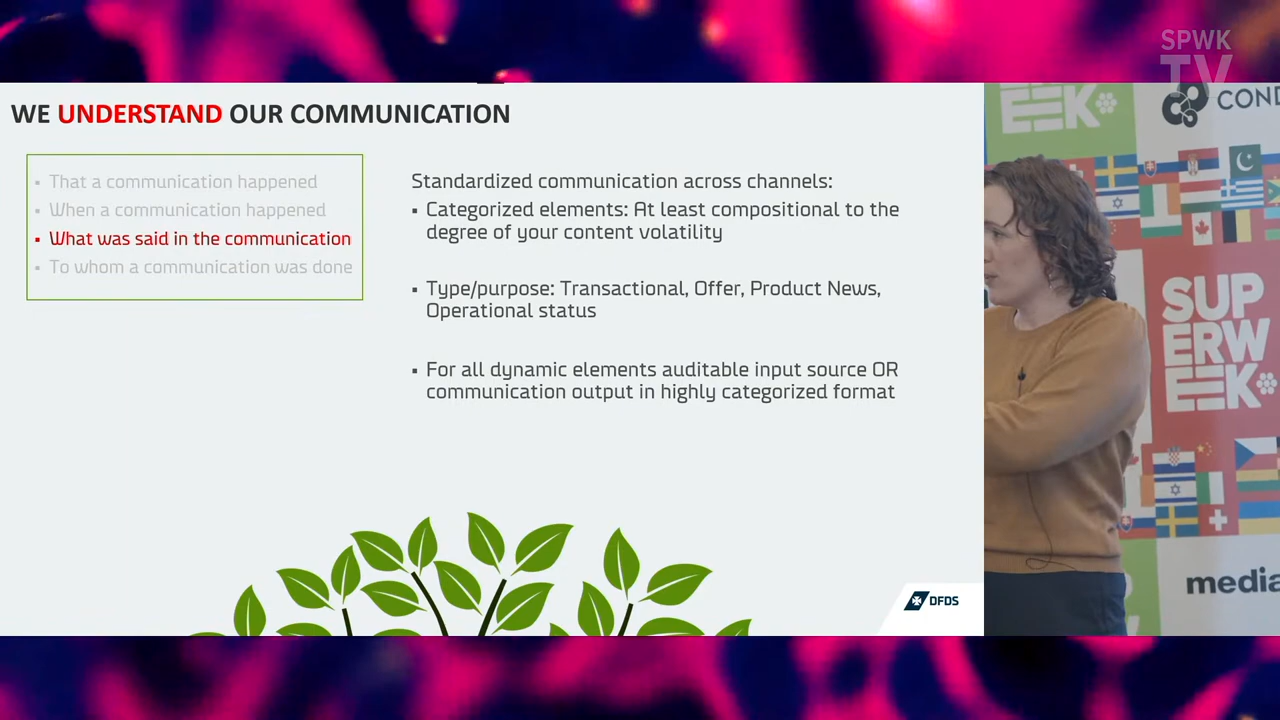 SPWK
TV
WE UNDERSTAND OUR COMMUNICATION
▪ That a communication happened
▪ When a communication happened
▪ What was said in the communication
▪ To whom a communication was done
Standardized communication across channels:
▪ Categorized elements: At least compositional to the
degree of your content volatility
▪ Type/purpose: Transactional, Offer, Product News,
Operational status
▪ For all dynamic elements auditable input source OR
communication output in highly categorized format
DFDS
EEK
COND
SUP
ERW
EEK
media